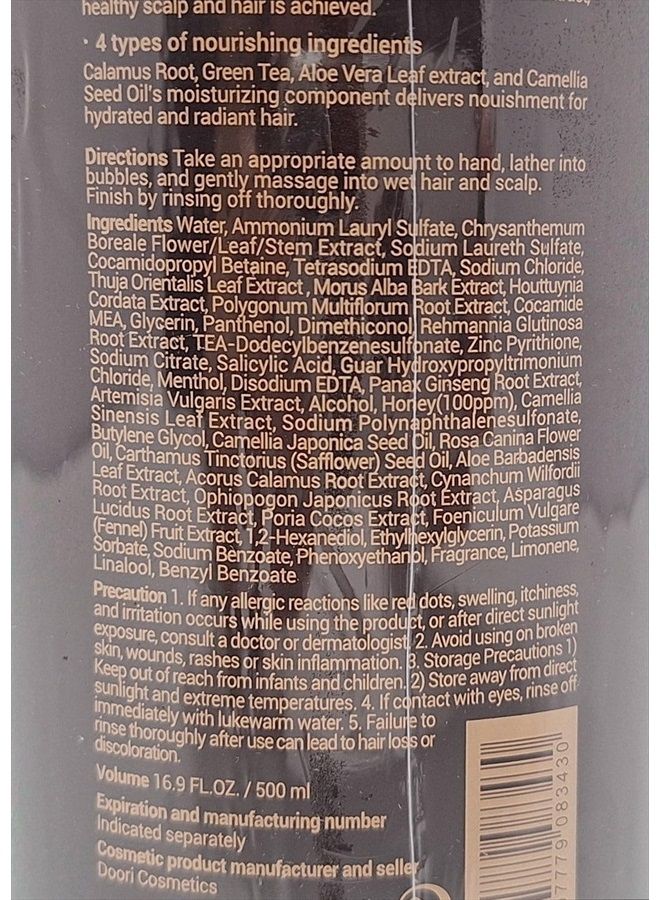 healthy scalp and hair is achieved.
· 4 types of nourishing ingredients
Calamus Root, Green Tea, Aloe Vera Leaf extract, and Camellia
Seed Oil's moisturizing component delivers nouishment for
hydrated and radiant hair.
Directions Take an appropriate amount to hand, lather into
bubbles, and gently massage into wet hair and scalp.
Finish by rinsing off thoroughly.
Ingredients Water, Ammonium Lauryl Sulfate, Chrysanthemum
Boreale Flower/Leaf/Stem Extract, Sodium Laureth Sulfate,
Cocamidopropyl Betaine, Tetrasodium EDTA, Sodium Chloride,
Thuja Orientalis Leaf Extract, Morus Alba Bark Extract, Houttuynia
Cordata Extract, Polygonum Multiflorum Root Extract, Cocamide
MEA, Glycerin, Panthenol, Dimethiconol, Rehmannia Glutinosa
Root Extract, TEA-Dodecylbenzenesulfonate, Zinc Pyrithione,
Sodium Citrate, Salicylic Acid, Guar Hydroxypropyltrimonium
Chloride, Menthol, Disodium EDTA, Panax Ginseng Root Extract,
Artemisia Vulgaris Extract, Alcohol, Honey(100ppm), Camellia
Sinensis Leaf Extract, Sodium Polynaphthalenesulfonate,
Butylene Glycol, Camellia Japonica Seed Oil, Rosa Canina Flower
Oil, Carthamus Tinctorius (Safflower) Seed Oil, Aloe Barbadensis
Leaf Extract, Acorus Calamus Root Extract, Cynanchum Wilfordii
Root Extract, Ophiopogon Japonicus Root Extract, Asparagus
Lucidus Root Extract, Poria Cocos Extract, Foeniculum Vulgare
(Fennel) Fruit Extract, 1,2-Hexanediol, Ethylhexylglycerin, Potassium
Sorbate, Sodium Benzoate, Phenoxyethanol, Fragrance, Limonene,
Linalool, Benzyl Benzoate
Precaution 1. If any allergic reactions like red dots, swelling, itchiness,
and irritation occurs while using the product, or after direct sunlight
exposure, consult a doctor or dermatologist. 2. Avoid using on broken
skin, wounds, rashes or skin inflammation. 3. Storage Precautions 1)
Keep out of reach from infants and children. 2) Store away from direct
sunlight and extreme temperatures. 4. If contact with eyes, rinse off
immediately with lukewarm water. 5. Failure to
rinse thoroughly after use can lead to hair loss or
discoloration.
Volume 16.9 FL.OZ. / 500 ml
Expiration and manufacturing number
Indicated separately
Cosmetic product manufacturer and seller
Doori Cosmetics
77779 083430